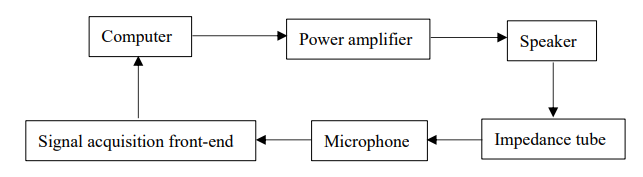 Computer
Power amplifier
Speaker
Signal acquisition front-end
Microphone
Impedance tube